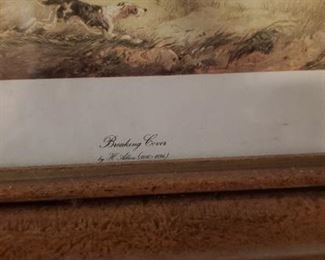 Breaking Cover
by H. Alken